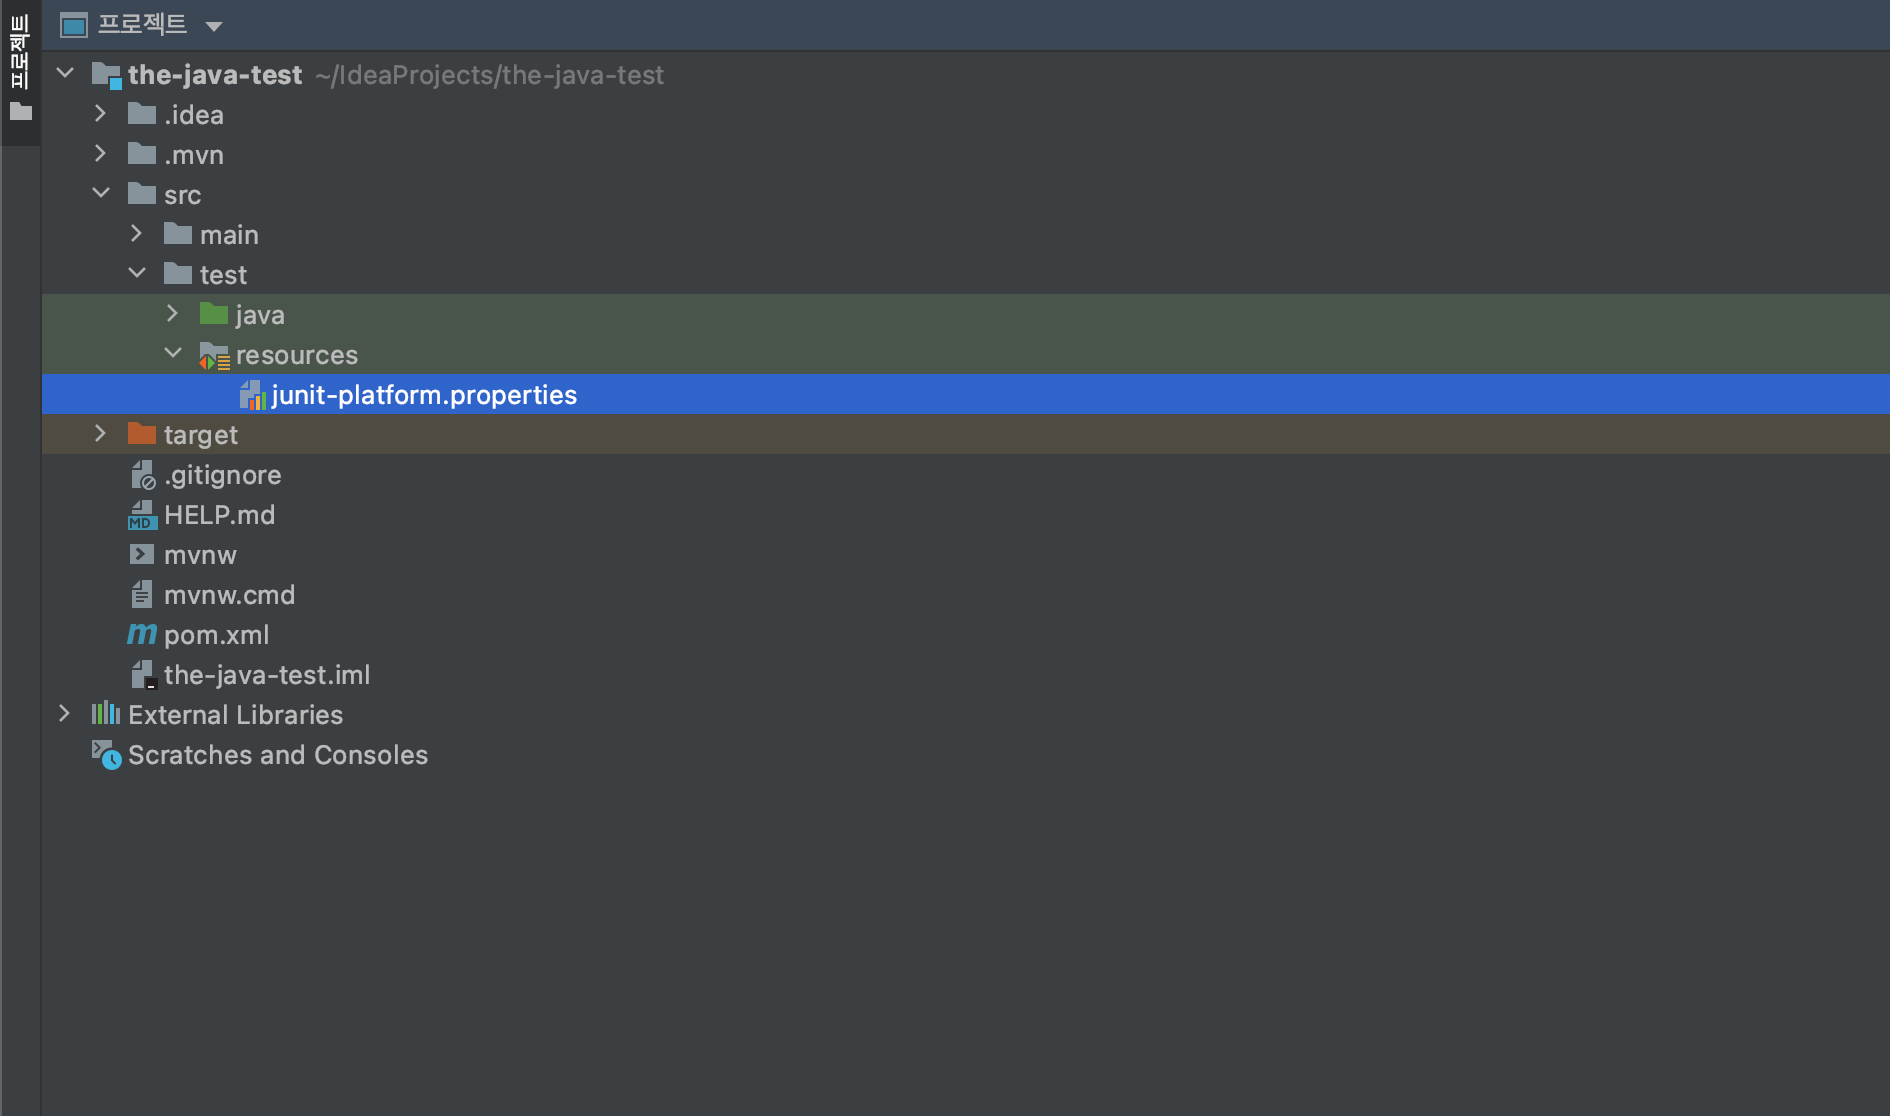 프로젝트
프로젝트
the-java-test ~/IdeaProjects/the-java-test
.idea
.mvn
src
main
test
java
resources
junit-platform.properties
target
.gitignore
MD HELP.md
mvnw
mvnw.cmd
m pom.xml
the-java-test.iml
External Libraries
Scratches and Consoles